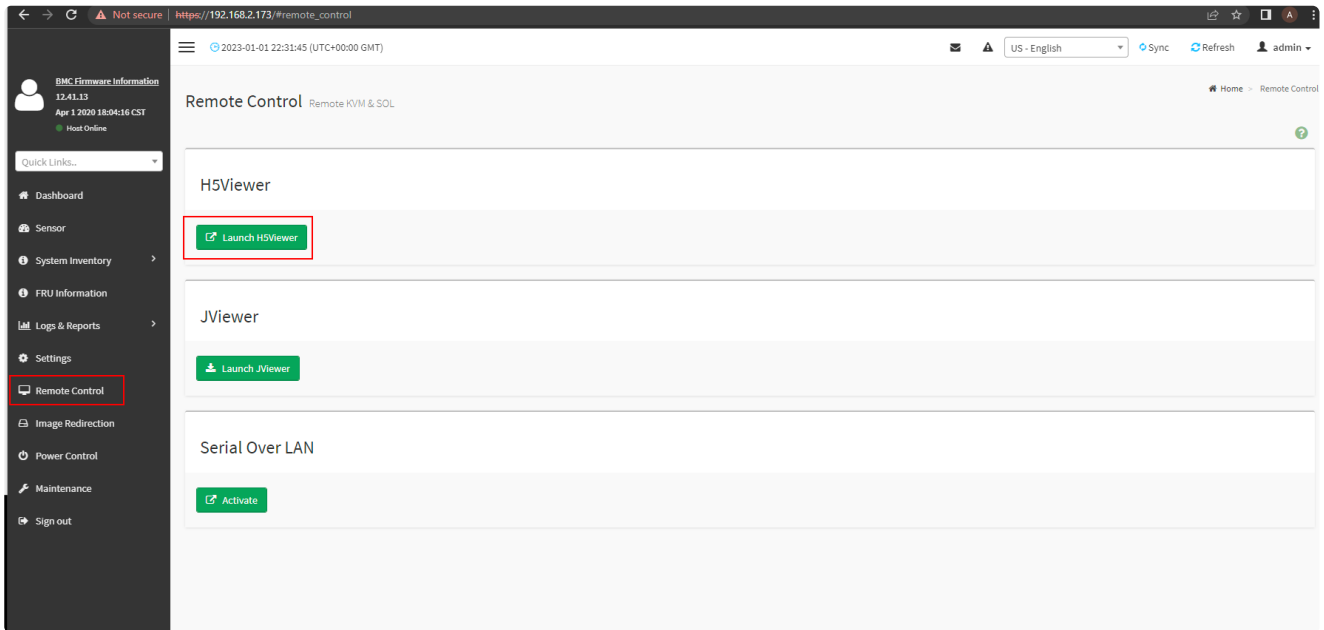 Not secure | https://192.168.2.173/#remote_control
A
2023-01-01 22:31:45 (UTC+00:00 GMT)
US - English
Sync
Refresh
admin
BMC Firmware Information
12.41.13
Apr 1 2020 18:04:16 CST
Host Online
Quick Links..
Dashboard
Sensor
System Inventory
FRU Information
Logs & Reports
Settings
Remote Control
Image Redirection
Power Control
Maintenance
Sign out
Remote Control Remote KVM & SOL
Home > Remote Control
H5Viewer
Launch H5Viewer
JViewer
Launch JViewer
Serial Over LAN
Activate